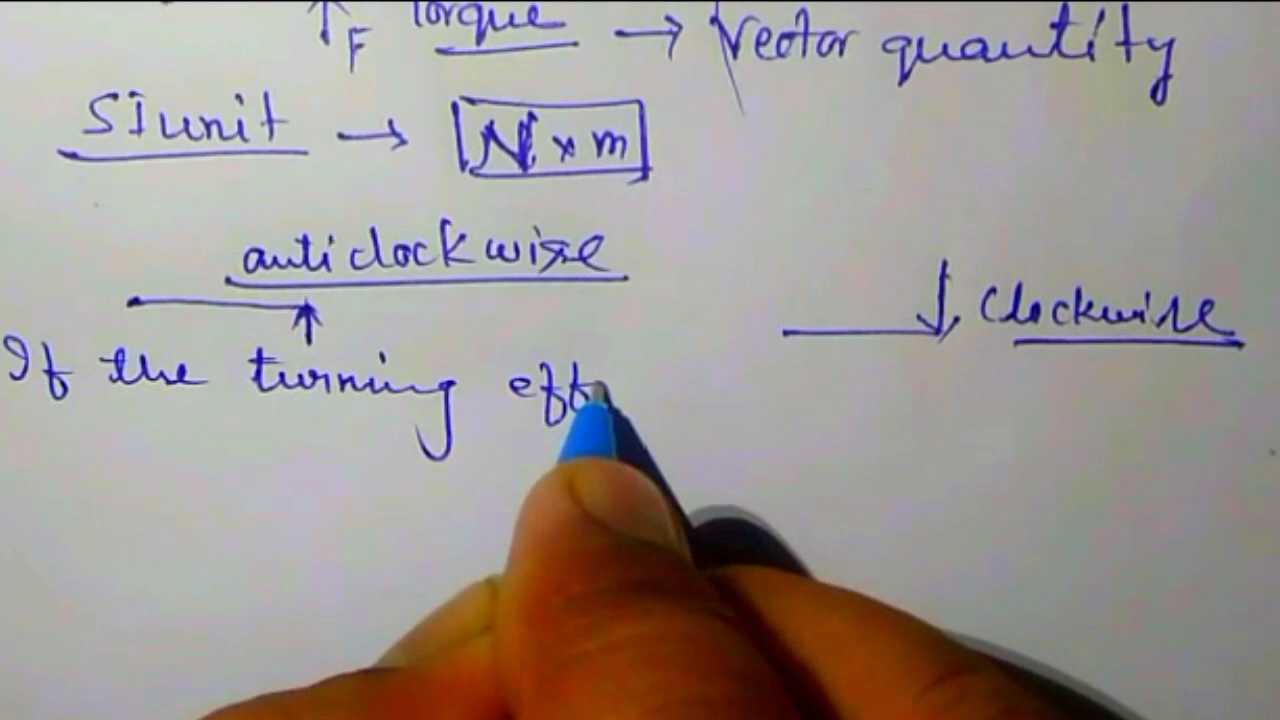 ↑F Torque → Vector quantity
SI unit → N x m
anticlockwise
↓ Clockwise
If the turning eff